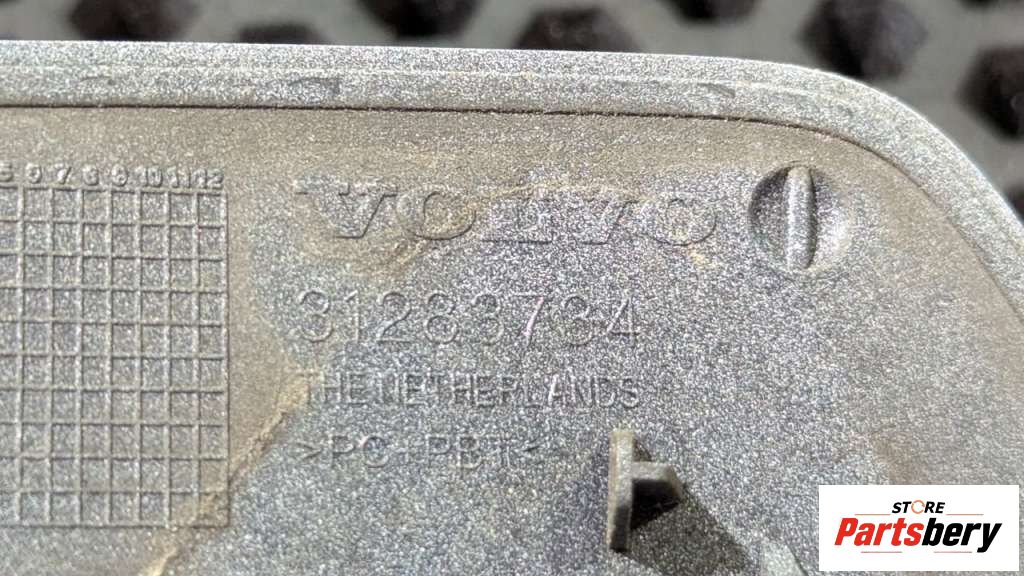 5 6 7 8 9 10 11 12
VOLVO
31283734
THE NETHERLANDS
>PC+PBT<
STORE
Partsbery